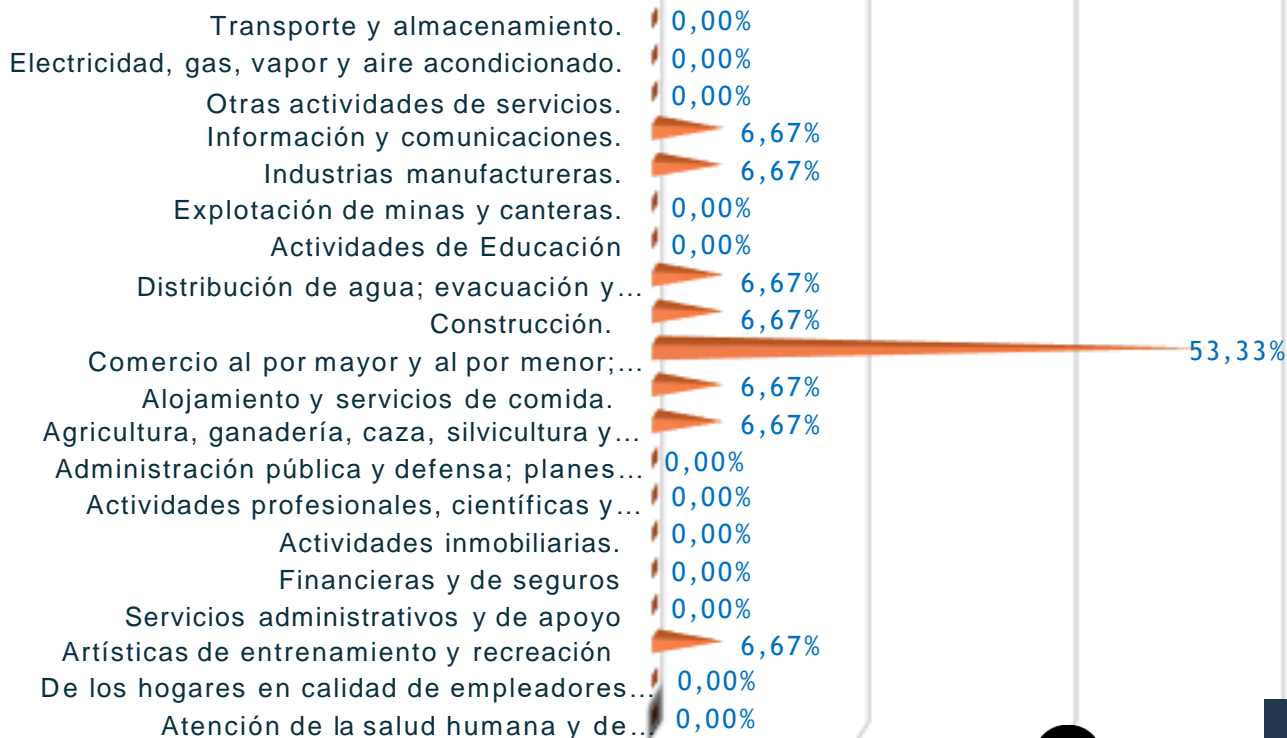 Transporte y almacenamiento. 0,00%
Electricidad, gas, vapor y aire acondicionado. 0,00%
Otras actividades de servicios. 0,00%
Información y comunicaciones. 6,67%
Industrias manufactureras. 6,67%
Explotación de minas y canteras. 0,00%
Actividades de Educación 0,00%
Distribución de agua; evacuación y... 6,67%
Construcción. 6,67%
Comercio al por mayor y al por menor;... 53,33%
Alojamiento y servicios de comida. 6,67%
Agricultura, ganadería, caza, silvicultura y... 6,67%
Administración pública y defensa; planes... 0,00%
Actividades profesionales, científicas y... 0,00%
Actividades inmobiliarias. 0,00%
Financieras y de seguros 0,00%
Servicios administrativos y de apoyo 0,00%
Artísticas de entrenamiento y recreación 6,67%
De los hogares en calidad de empleadores... 0,00%
Atención de la salud humana y de... 0,00%